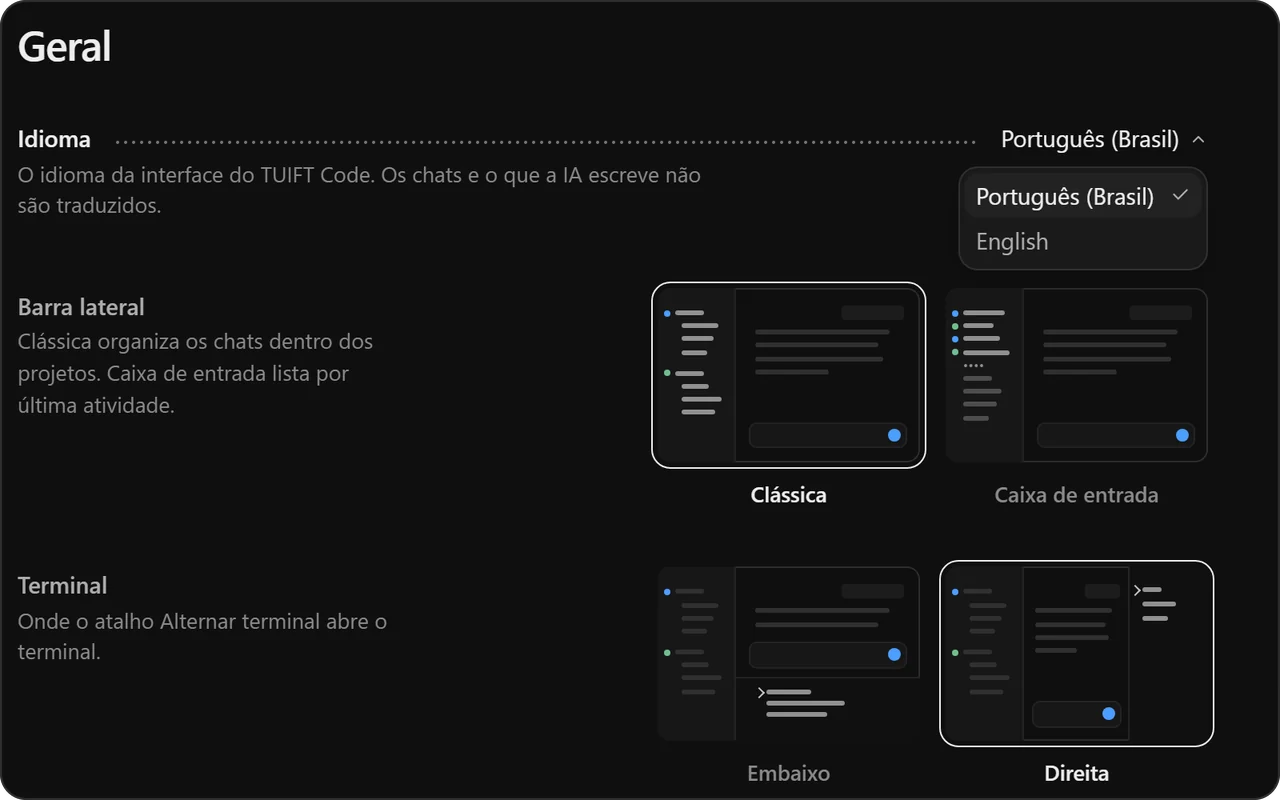 Geral
Idioma
Português (Brasil)
O idioma da interface do TUIFT Code. Os chats e o que a IA escreve não
são traduzidos.
Português (Brasil)
English
Barra lateral
Clássica organiza os chats dentro dos
projetos. Caixa de entrada lista por
última atividade.
Clássica
Caixa de entrada
Terminal
Onde o atalho Alternar terminal abre o
terminal.
Embaixo
Direita